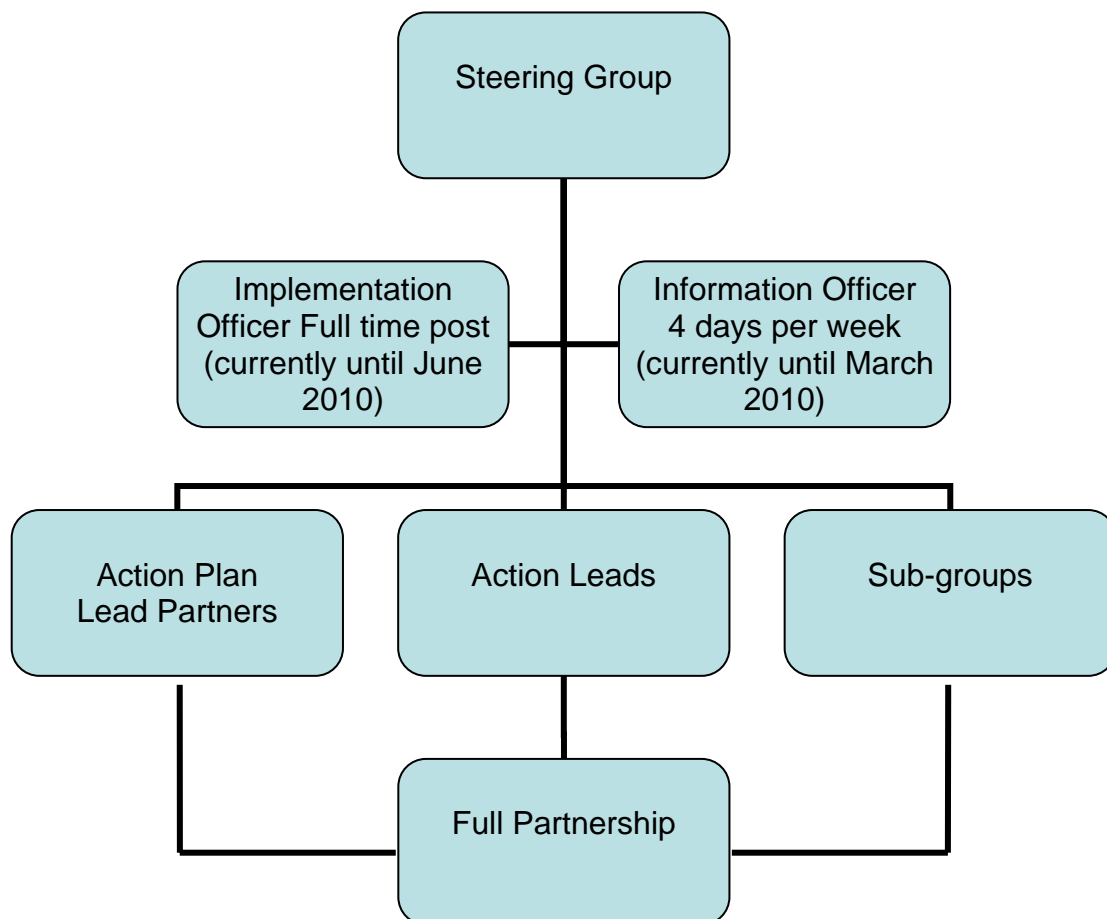 Steering Group
Implementation
Officer Full time post
(currently until June
2010)
Information Officer
4 days per week
(currently until March
2010)
Action Plan
Lead Partners
Action Leads
Sub-groups
Full Partnership